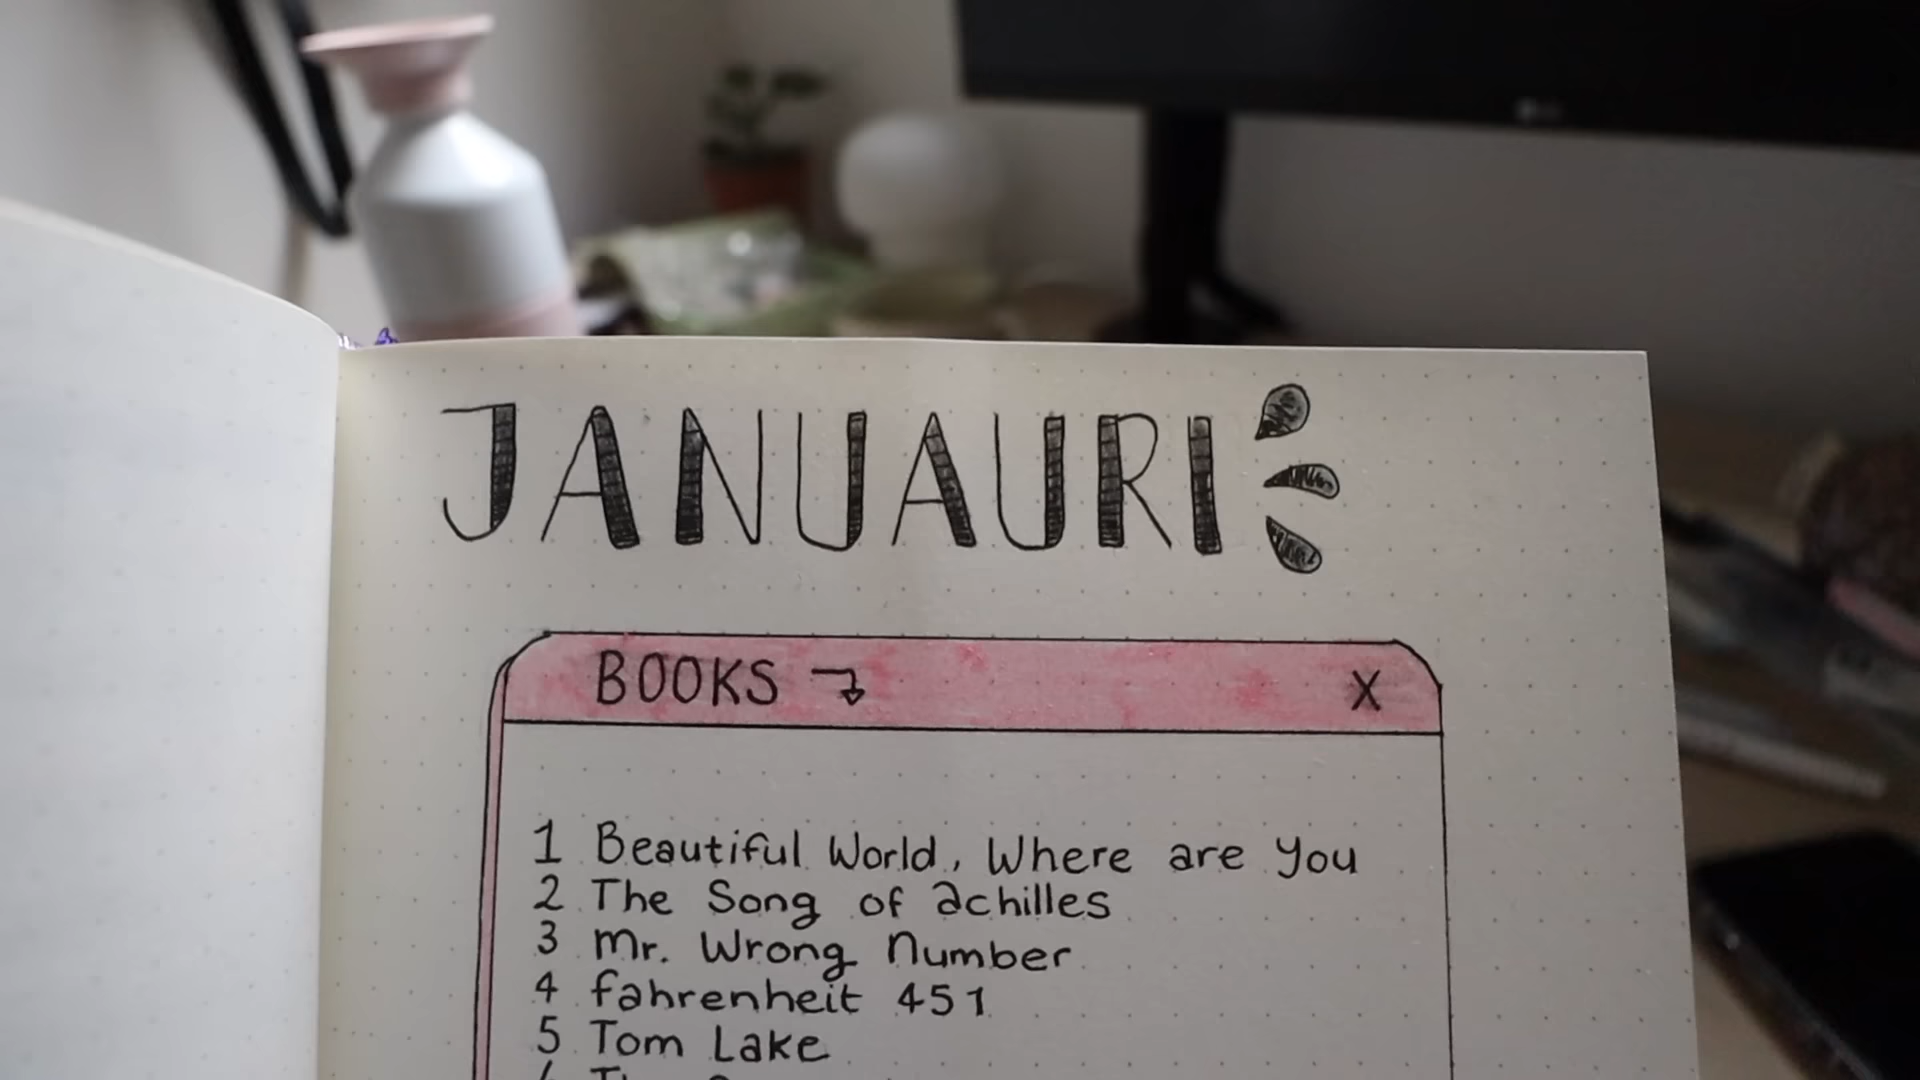 JANUAURI
BOOKS
X
1 Beautiful World, Where are you
2 The Song of achilles
3 Mr. Wrong Number
4 fahrenheit 451
5 Tom Lake